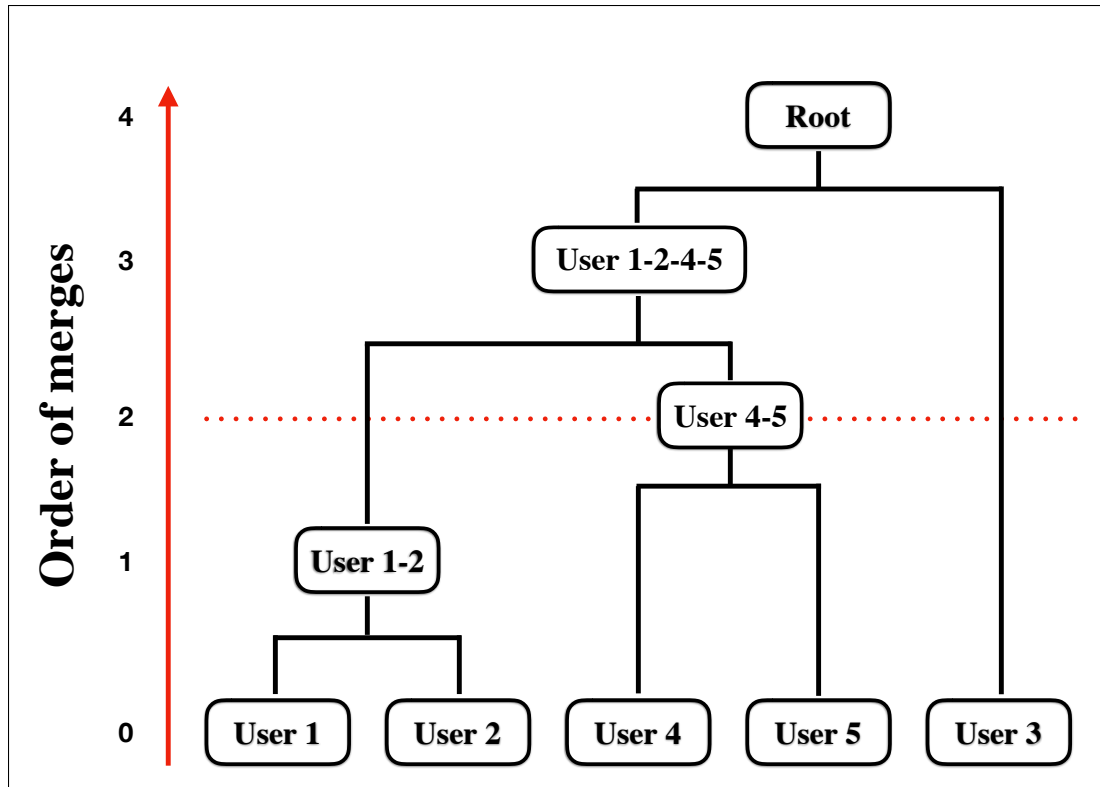 4
Root
3
User 1-2-4-5
Order of merges
2
User 4-5
1
User 1-2
0
User 1
User 2
User 4
User 5
User 3